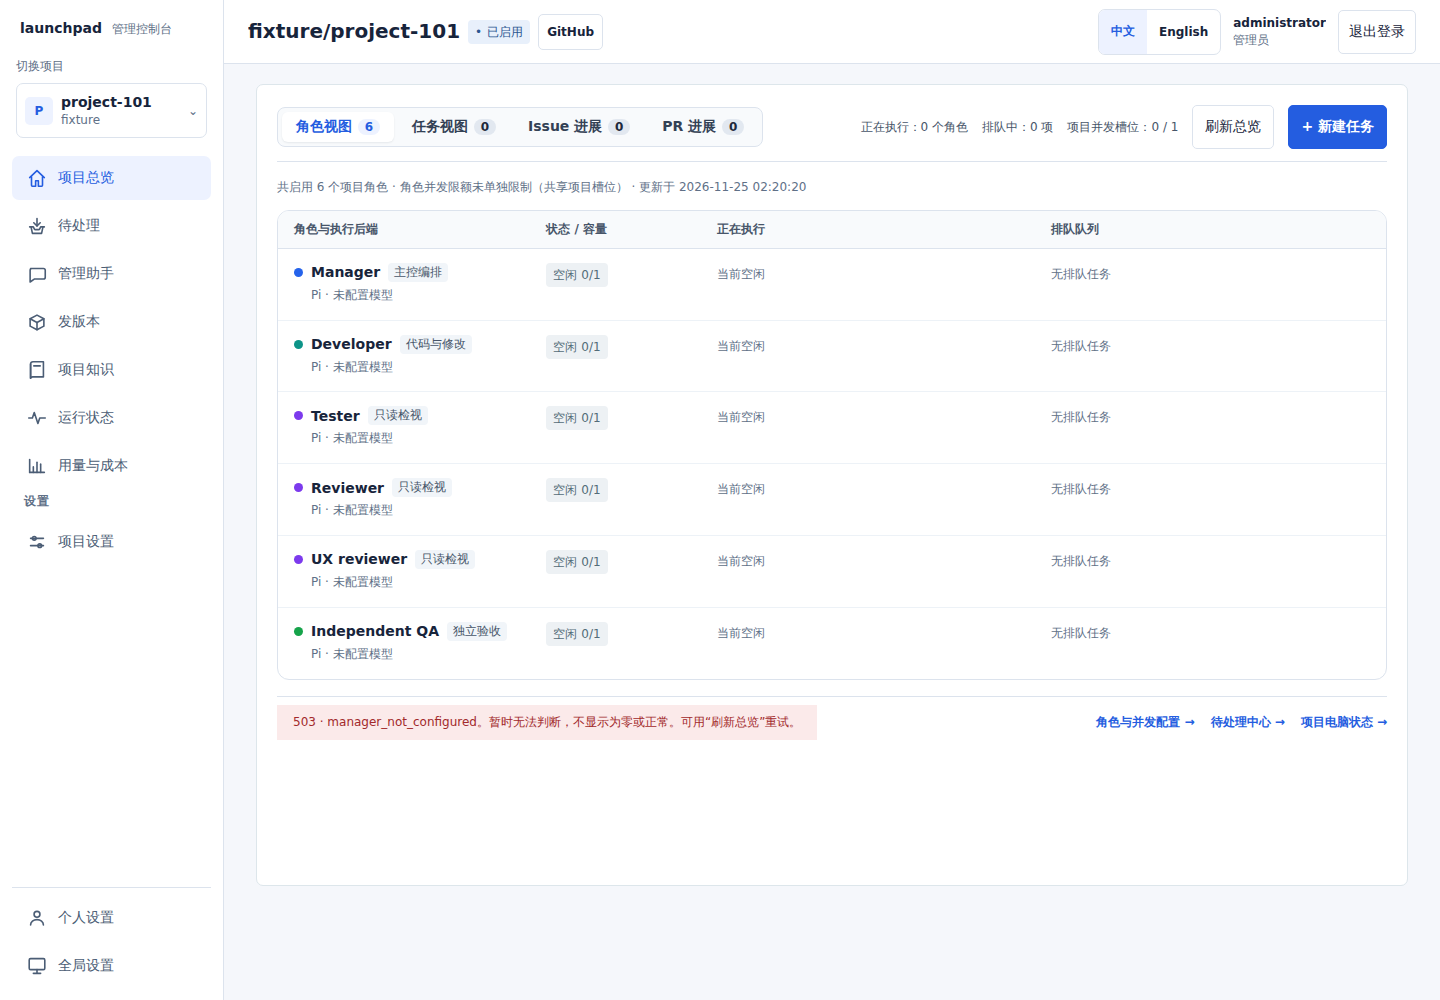 launchpad 管理控制台
切换项目
P project-101
fixture
项目总览
待处理
管理助手
发版本
项目知识
运行状态
用量与成本
设置
项目设置
个人设置
全局设置
fixture/project-101 • 已启用 GitHub
中文 English
administrator
管理员
退出登录
角色视图 6 任务视图 0 Issue 进展 0 PR 进展 0
正在执行：0 个角色 排队中：0 项 项目并发槽位：0 / 1 刷新总览 + 新建任务
共启用 6 个项目角色 · 角色并发限额未单独限制（共享项目槽位） · 更新于 2026-11-25 02:20:20
角色与执行后端 状态 / 容量 正在执行 排队队列
Manager 主控编排 空闲 0/1 当前空闲 无排队任务
Pi · 未配置模型
Developer 代码与修改 空闲 0/1 当前空闲 无排队任务
Pi · 未配置模型
Tester 只读检视 空闲 0/1 当前空闲 无排队任务
Pi · 未配置模型
Reviewer 只读检视 空闲 0/1 当前空闲 无排队任务
Pi · 未配置模型
UX reviewer 只读检视 空闲 0/1 当前空闲 无排队任务
Pi · 未配置模型
Independent QA 独立验收 空闲 0/1 当前空闲 无排队任务
Pi · 未配置模型
503 · manager_not_configured。暂时无法判断，不显示为零或正常。可用“刷新总览”重试。
角色与并发配置 → 待处理中心 → 项目电脑状态 →